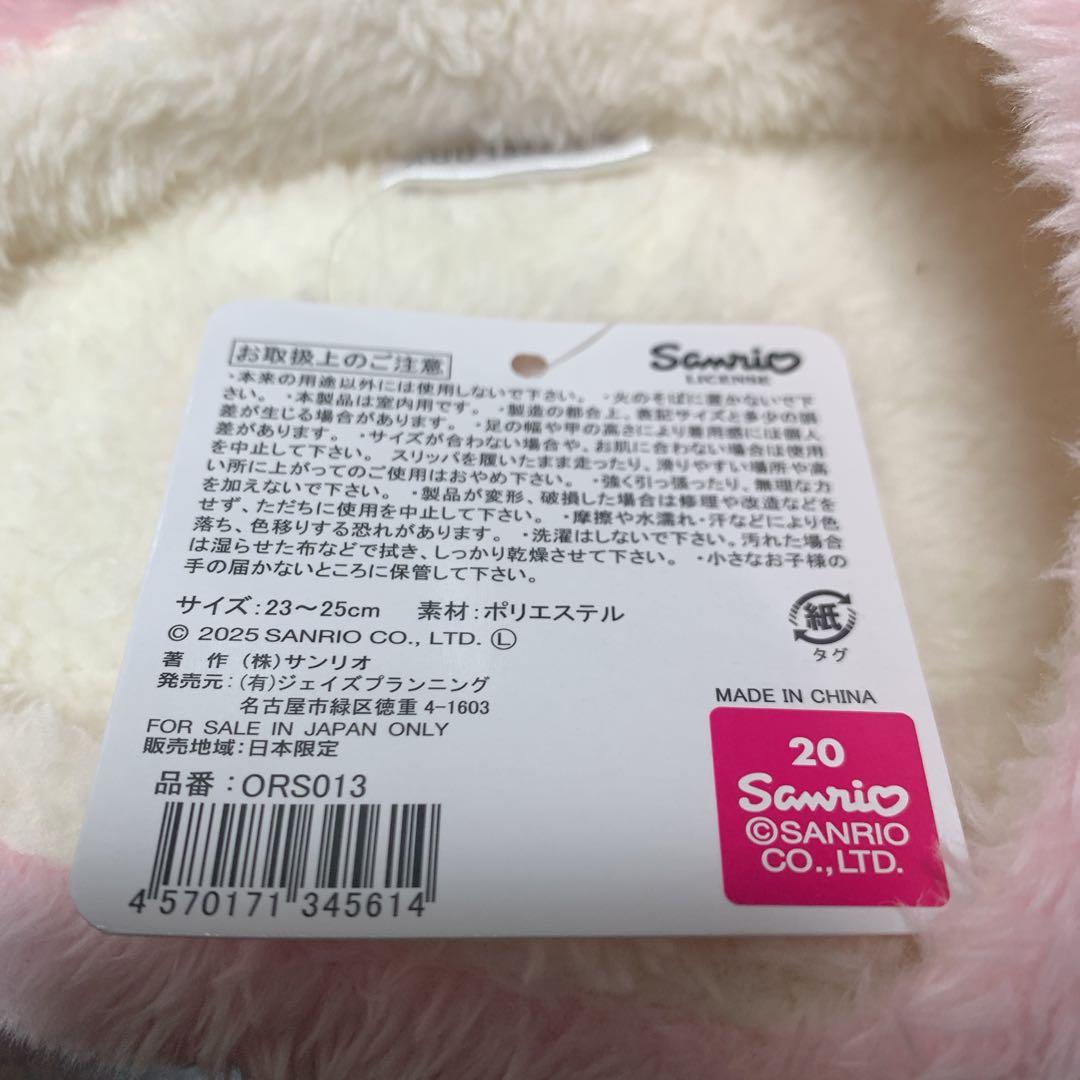 お取扱上のご注意
Sanrio
LICENSE
・本来の用途以外には使用しないで下さい。 ・火のそばに置かないで下
さい。 ・本製品は室内用です。 ・製造の都合上、表記サイズと多少の誤
差が生じる場合があります。 ・足の幅や甲の高さにより着用感には個人
差があります。 ・サイズが合わない場合や、お肌に合わない場合は使用
を中止して下さい。 スリッパを履いたまま走ったり、滑りやすい場所や高
い所に上がってのご使用はおやめ下さい。 ・強く引っ張ったり、無理な力
を加えないで下さい。 ・製品が変形、破損した場合は修理や改造などを
せず、ただちに使用を中止して下さい。 ・摩擦や水濡れ・汗などにより色
落ち、色移りする恐れがあります。 ・洗濯はしないで下さい。汚れた場合
は湿らせた布などで拭き、しっかり乾燥させて下さい。 ・小さなお子様の
手の届かないところに保管して下さい。
サイズ：23～25cm 素材：ポリエステル
© 2025 SANRIO CO., LTD. Ⓛ
著 作 (株)サンリオ
発売元：(有)ジェイズプランニング
名古屋市緑区徳重 4-1603
FOR SALE IN JAPAN ONLY
販売地域：日本限定
品番：ORS013
4 570171 345614
紙
タグ
MADE IN CHINA
20
Sanrio
©SANRIO
CO.,LTD.